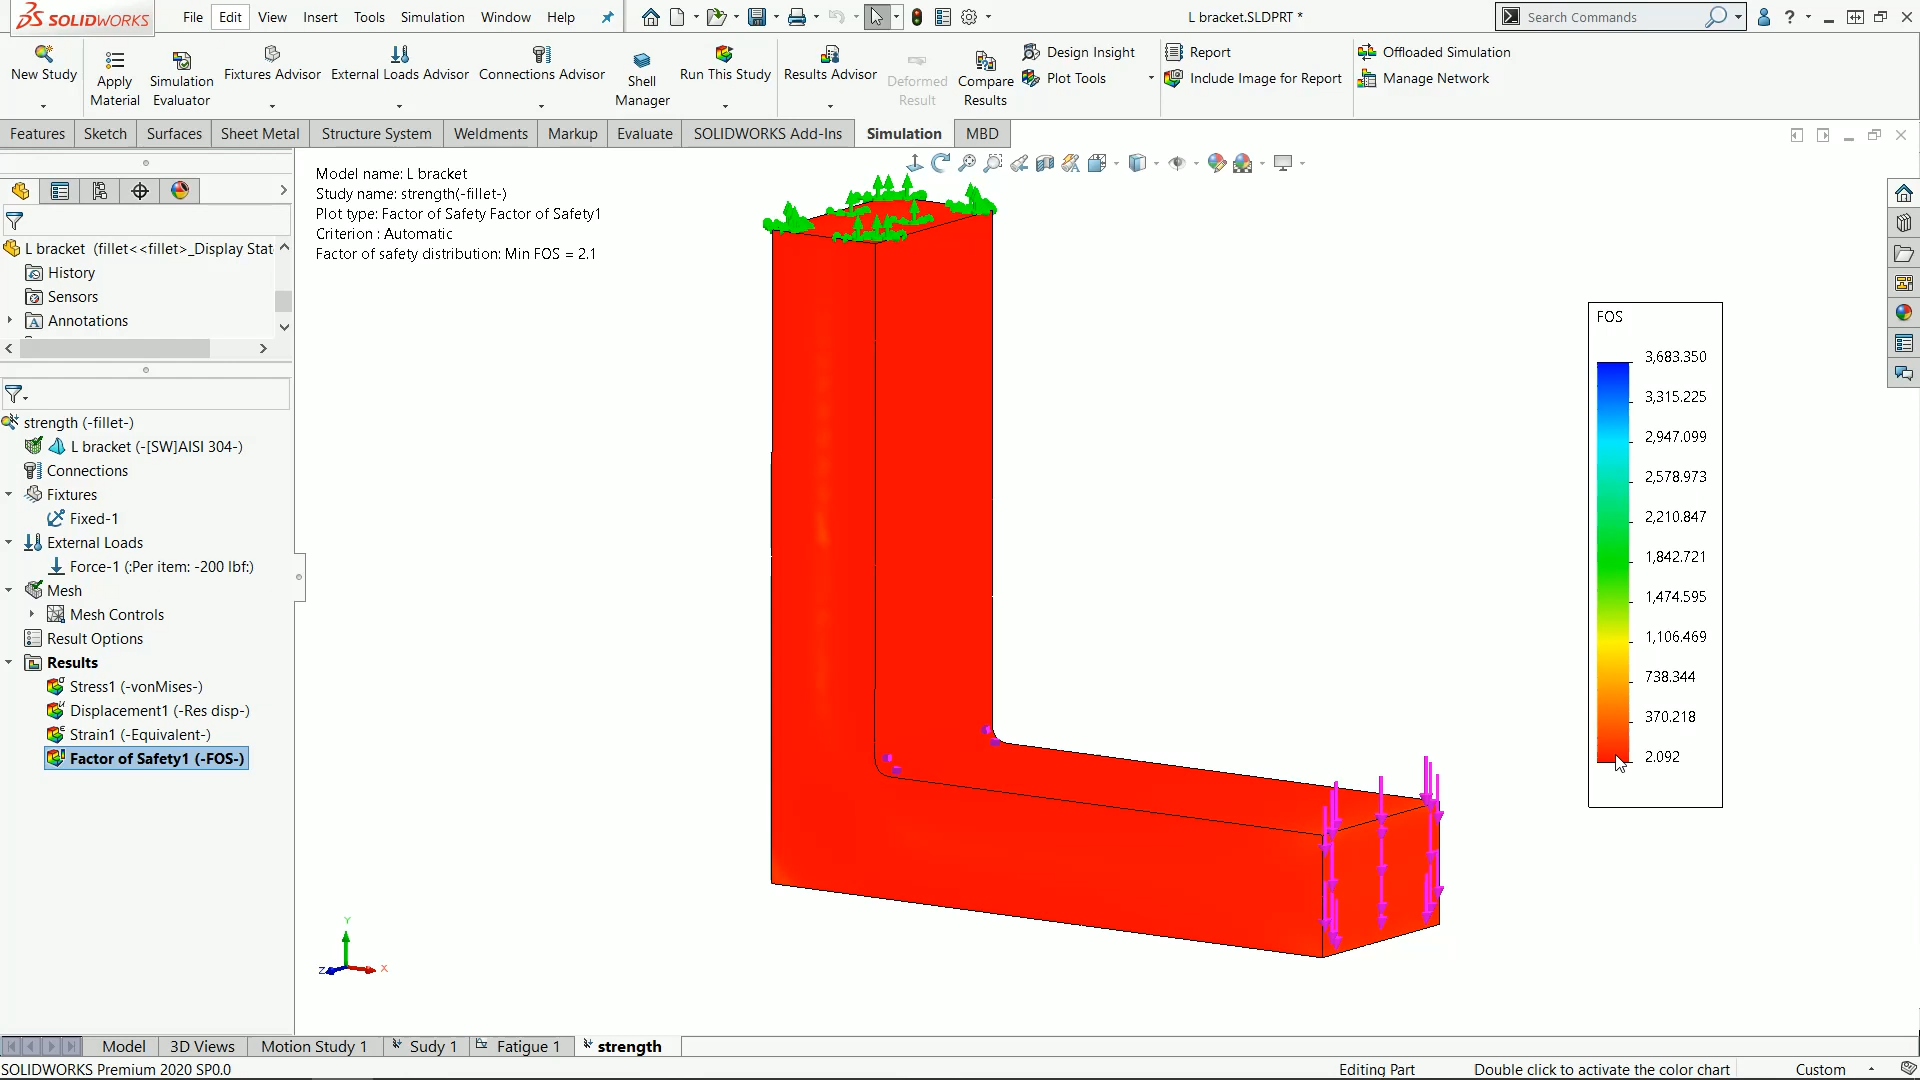 SOLIDWORKS
File Edit View Insert Tools Simulation Window Help
L bracket.SLDPRT *
Search Commands
New Study
Apply Material
Simulation Evaluator
Fixtures Advisor
External Loads Advisor
Connections Advisor
Shell Manager
Run This Study
Results Advisor
Deformed Result
Compare Results
Design Insight
Plot Tools
Report
Include Image for Report
Offloaded Simulation
Manage Network
Features Sketch Surfaces Sheet Metal Structure System Weldments Markup Evaluate SOLIDWORKS Add-Ins Simulation MBD
Model name: L bracket
Study name: strength(-fillet-)
Plot type: Factor of Safety Factor of Safety1
Criterion : Automatic
Factor of safety distribution: Min FOS = 2.1
L bracket (fillet<<fillet>_Display Stat
History
Sensors
Annotations
strength (-fillet-)
L bracket (-[SW]AISI 304-)
Connections
Fixtures
Fixed-1
External Loads
Force-1 (:Per item: -200 lbf:)
Mesh
Mesh Controls
Result Options
Results
Stress1 (-vonMises-)
Displacement1 (-Res disp-)
Strain1 (-Equivalent-)
Factor of Safety1 (-FOS-)
FOS
3,683.350
3,315.225
2,947.099
2,578.973
2,210.847
1,842.721
1,474.595
1,106.469
738.344
370.218
2.092
Y
Z
X
Model 3D Views Motion Study 1 Sudy 1 Fatigue 1 strength
SOLIDWORKS Premium 2020 SP0.0
Editing Part Double click to activate the color chart Custom